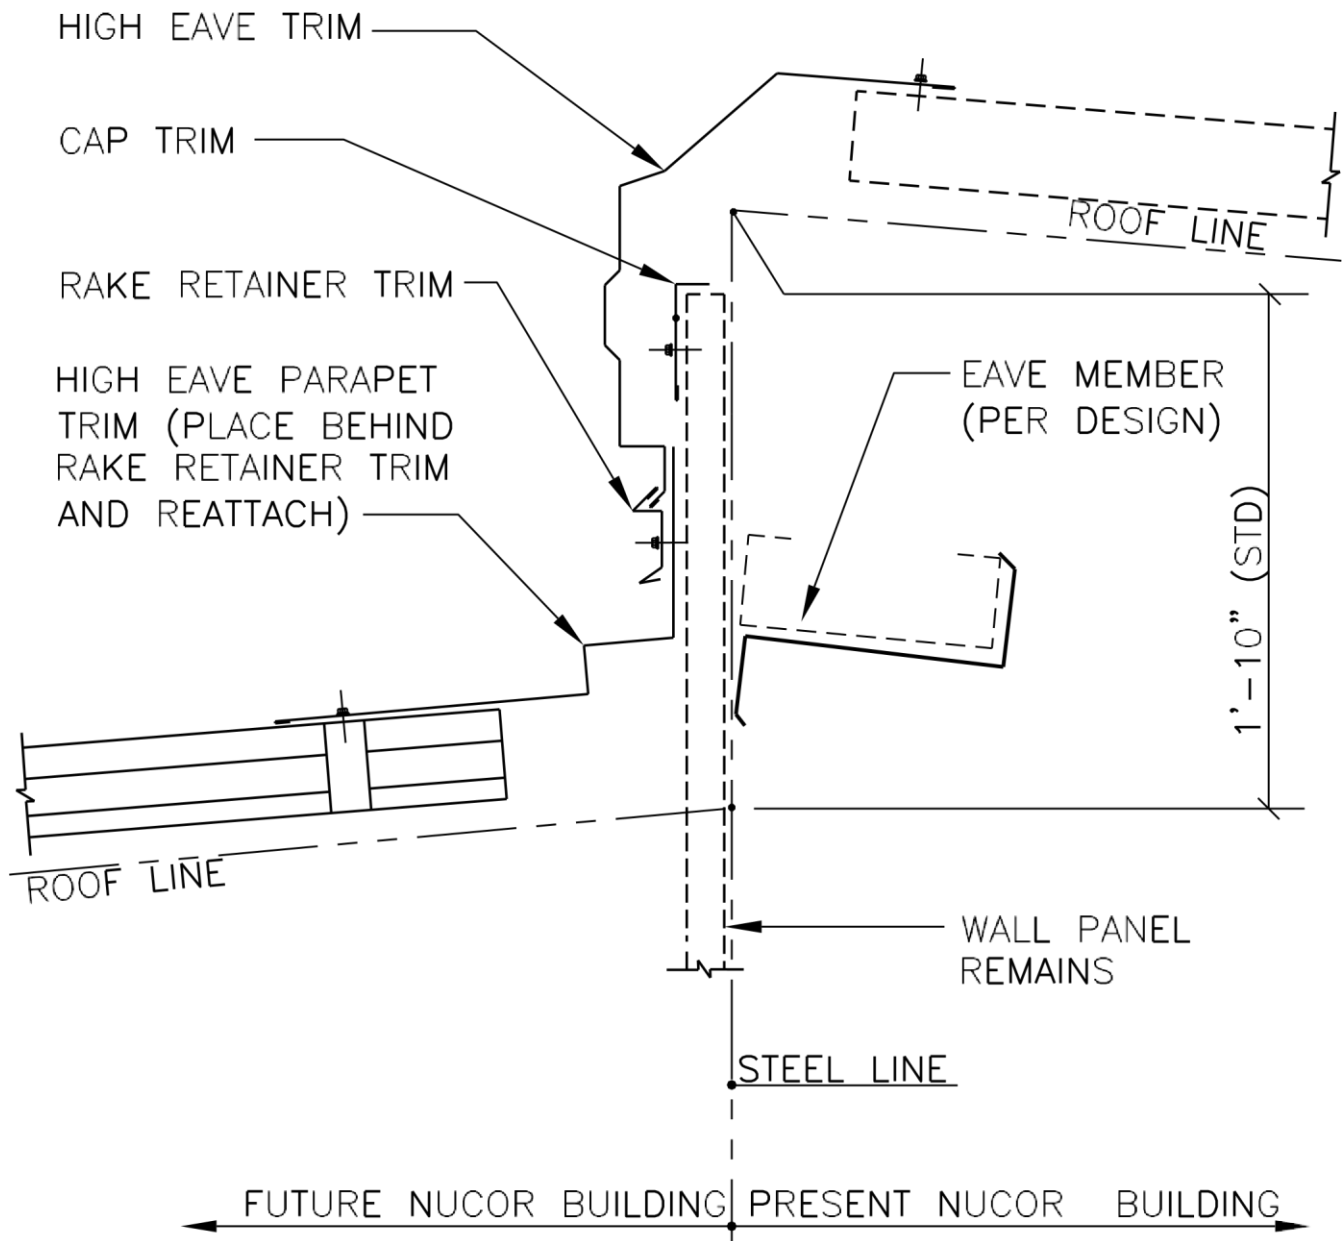 HIGH EAVE TRIM
CAP TRIM
ROOF LINE
RAKE RETAINER TRIM
HIGH EAVE PARAPET
TRIM (PLACE BEHIND
RAKE RETAINER TRIM
AND REATTACH)
EAVE MEMBER
(PER DESIGN)
1'-10" (STD)
ROOF LINE
WALL PANEL
REMAINS
STEEL LINE
FUTURE NUCOR BUILDING
PRESENT NUCOR BUILDING